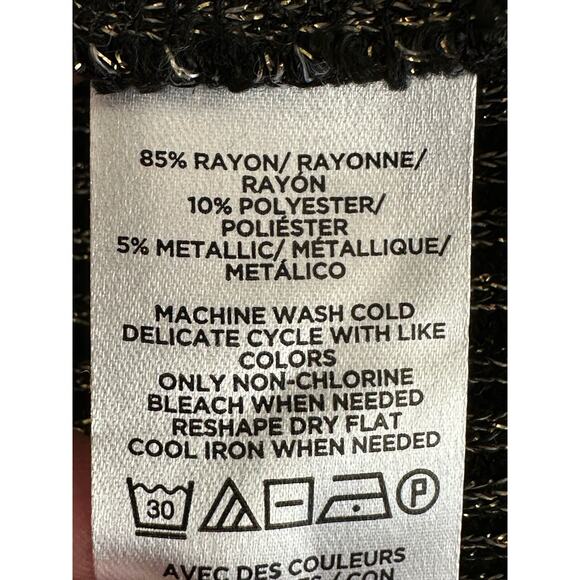 85% RAYON/ RAYONNE/
RAYÓN
10% POLYESTER/
POLIÉSTER
5% METALLIC/ MÉTALLIQUE/
METÁLICO
MACHINE WASH COLD
DELICATE CYCLE WITH LIKE
COLORS
ONLY NON-CHLORINE
BLEACH WHEN NEEDED
RESHAPE DRY FLAT
COOL IRON WHEN NEEDED
30 P
AVEC DES COULEURS
/ CON